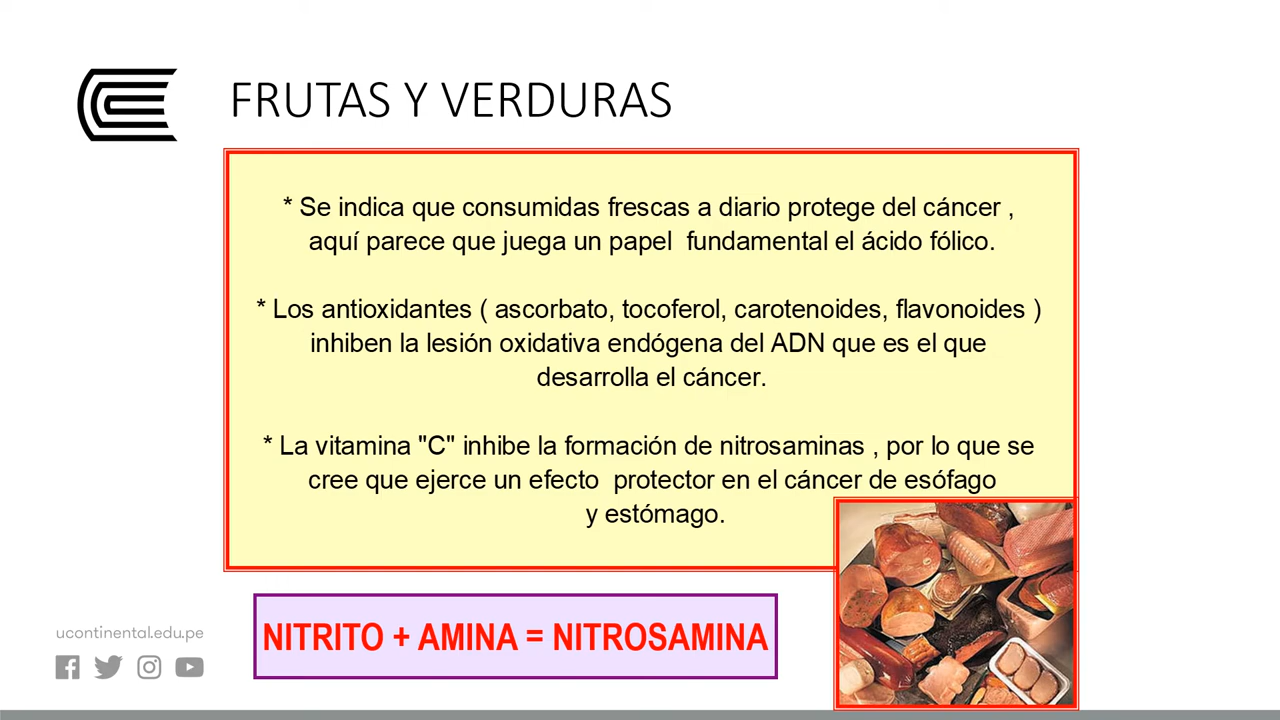 FRUTAS Y VERDURAS
* Se indica que consumidas frescas a diario protege del cáncer ,
aquí parece que juega un papel fundamental el ácido fólico.
* Los antioxidantes ( ascorbato, tocoferol, carotenoides, flavonoides )
inhiben la lesión oxidativa endógena del ADN que es el que
desarrolla el cáncer.
* La vitamina "C" inhibe la formación de nitrosaminas , por lo que se
cree que ejerce un efecto protector en el cáncer de esófago
y estómago.
NITRITO + AMINA = NITROSAMINA
ucontinental.edu.pe